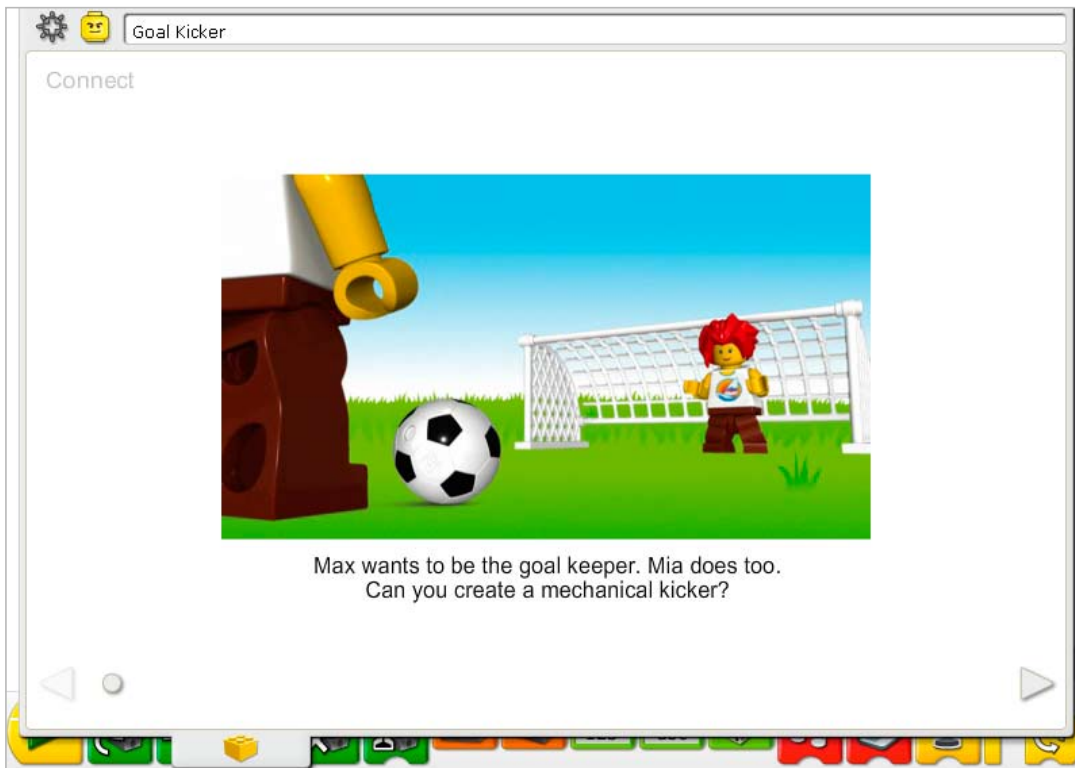 Goal Kicker
Connect
Max wants to be the goal keeper. Mia does too.
Can you create a mechanical kicker?